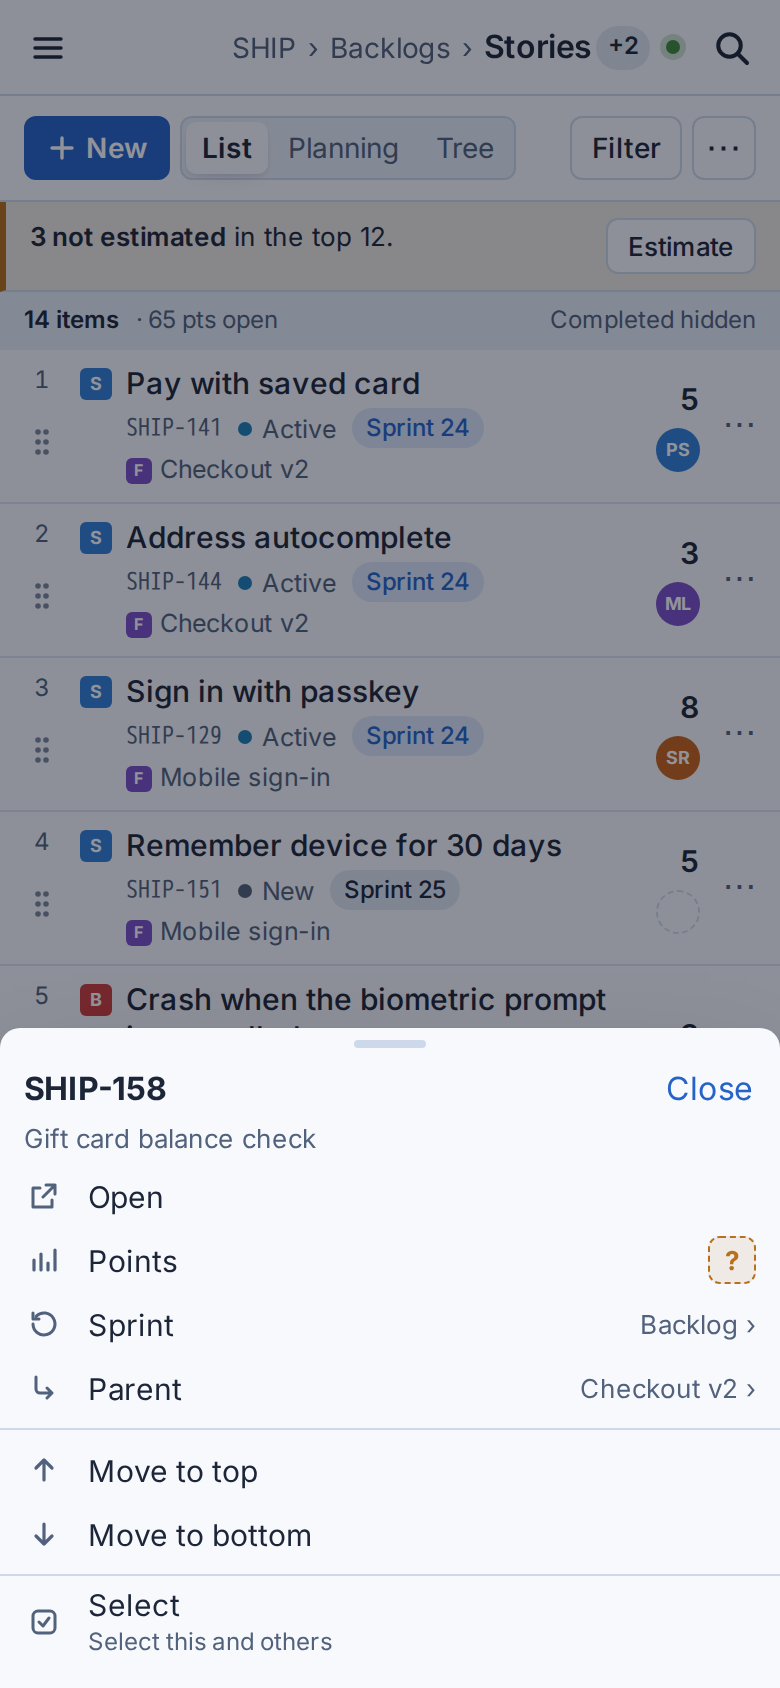 SHIP › Backlogs › Stories +2
+ New List Planning Tree Filter ···
3 not estimated in the top 12. Estimate
14 items · 65 pts open Completed hidden
1 S Pay with saved card 5
SHIP-141 Active Sprint 24 PS ···
F Checkout v2
2 S Address autocomplete 3
SHIP-144 Active Sprint 24 ML ···
F Checkout v2
3 S Sign in with passkey 8
SHIP-129 Active Sprint 24 SR ···
F Mobile sign-in
4 S Remember device for 30 days 5
SHIP-151 New Sprint 25 ···
F Mobile sign-in
5 B Crash when the biometric prompt
SHIP-158 Close
Gift card balance check
Open
Points ?
Sprint Backlog ›
Parent Checkout v2 ›
Move to top
Move to bottom
Select
Select this and others